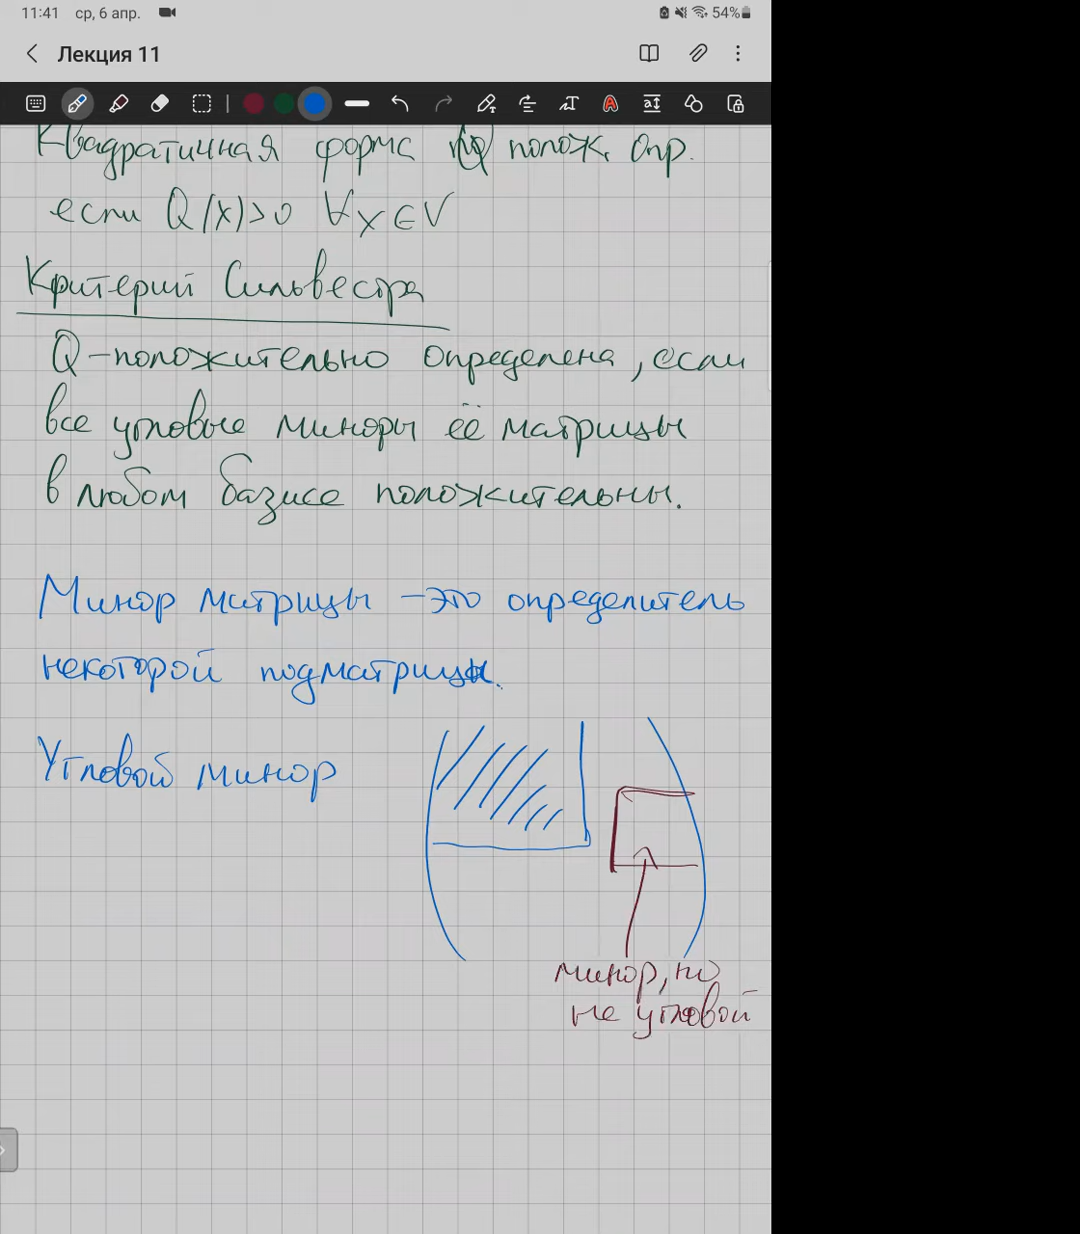 11:41 ср, 6 апр. 54%
Лекция 11
Квадратичная форма полож. опр.
если Q(x)>0 ∀x∈V
Критерий Сильвестра
Q-положительно определена, если
все угловые миноры её матрицы
в любом базисе положительны.
Минор матрицы – это определитель
некоторой подматрицы.
Угловой минор
минор, но
не угловой